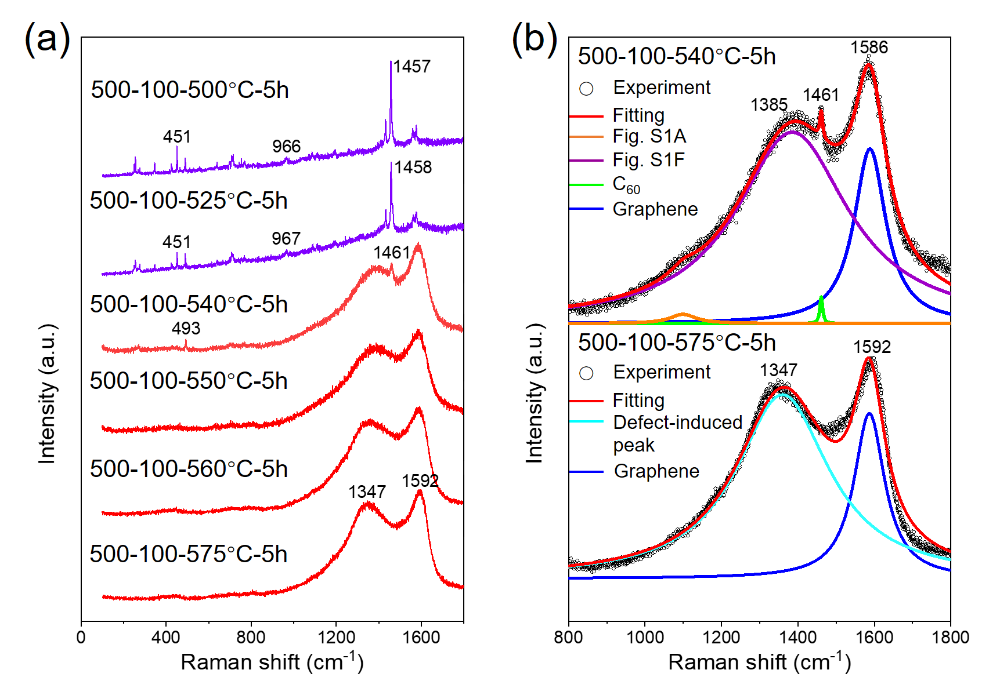 (a)
1457
500-100-500°C-5h
451
966
1458
500-100-525°C-5h
451
967
1461
500-100-540°C-5h
493
500-100-550°C-5h
500-100-560°C-5h
1347
1592
500-100-575°C-5h
Intensity (a.u.)
0
400
800
1200
1600
Raman shift (cm⁻¹)
(b)
500-100-540°C-5h
1586
Experiment
1385
1461
Fitting
Fig. S1A
Fig. S1F
C₆₀
Graphene
500-100-575°C-5h
1592
Experiment
1347
Fitting
Defect-induced
peak
Graphene
Intensity (a.u.)
800
1000
1200
1400
1600
1800
Raman shift (cm⁻¹)